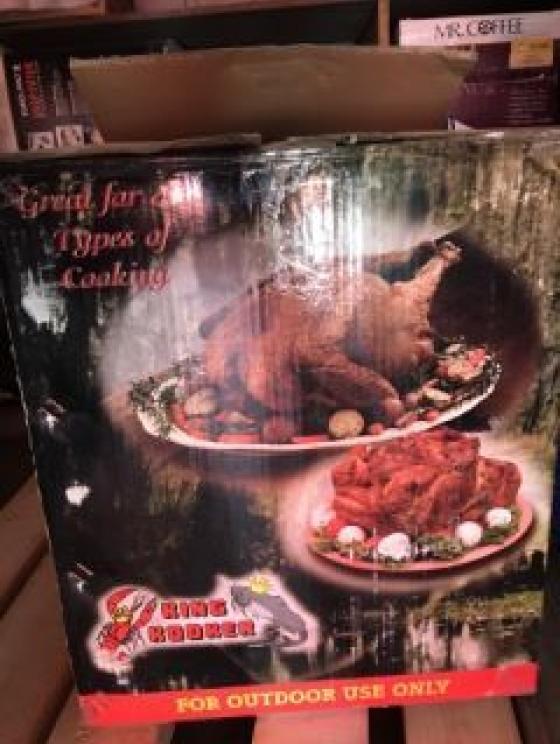 MR. COFFEE
Great for a
Types of
Cooking
KING
KOOKER
FOR OUTDOOR USE ONLY